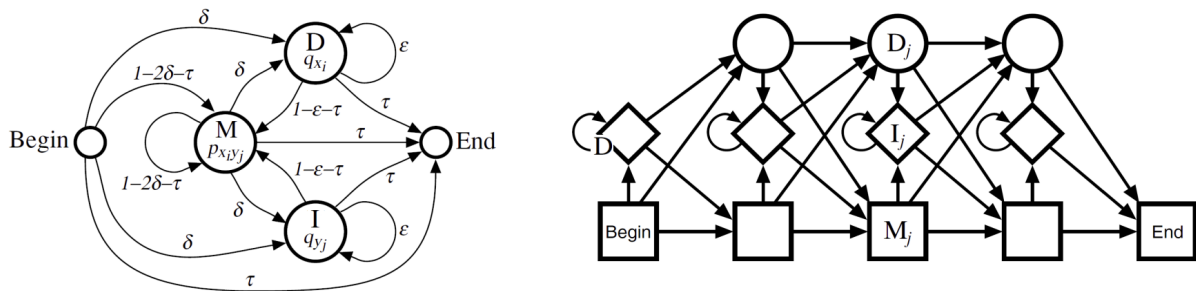 δ
D
q_{x_i}
ε
1−2δ−τ
δ
1−ε−τ
τ
Begin
M
p_{x_i y_j}
τ
End
1−2δ−τ
δ
1−ε−τ
τ
I
q_{y_j}
ε
δ
τ
D_j
D
I_j
Begin
M_j
End